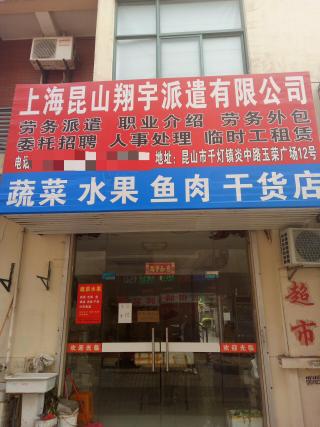 上海昆山翔宇派遣有限公司
劳务派遣 职业介绍 劳务外包
委托招聘 人事处理 临时工租赁
电话 地址：昆山市千灯镇炎中路玉荣广场12号
蔬菜 水果 鱼肉 干货店
蔬菜水果
欢迎光临 欢迎光临
超市